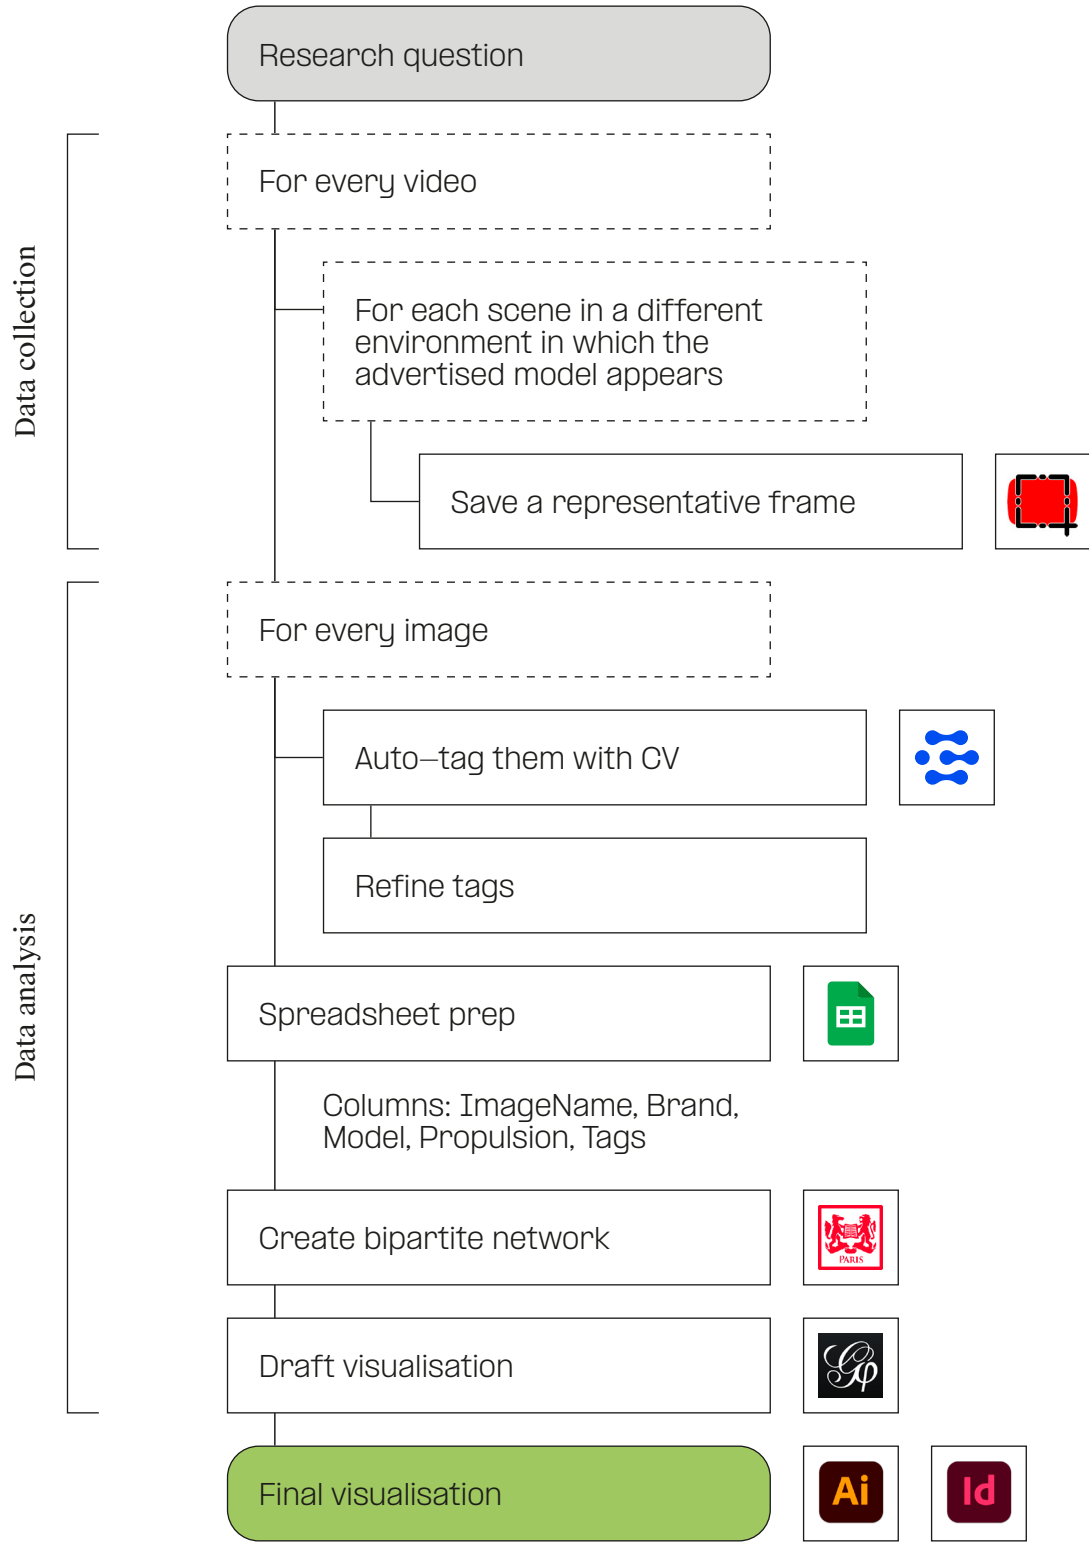 Research question
Data collection
For every video
For each scene in a different
environment in which the
advertised model appears
Save a representative frame
Data analysis
For every image
Auto–tag them with CV
Refine tags
Spreadsheet prep
Columns: ImageName, Brand,
Model, Propulsion, Tags
Create bipartite network
PARIS
Draft visualisation
Gφ
Final visualisation
Ai
Id